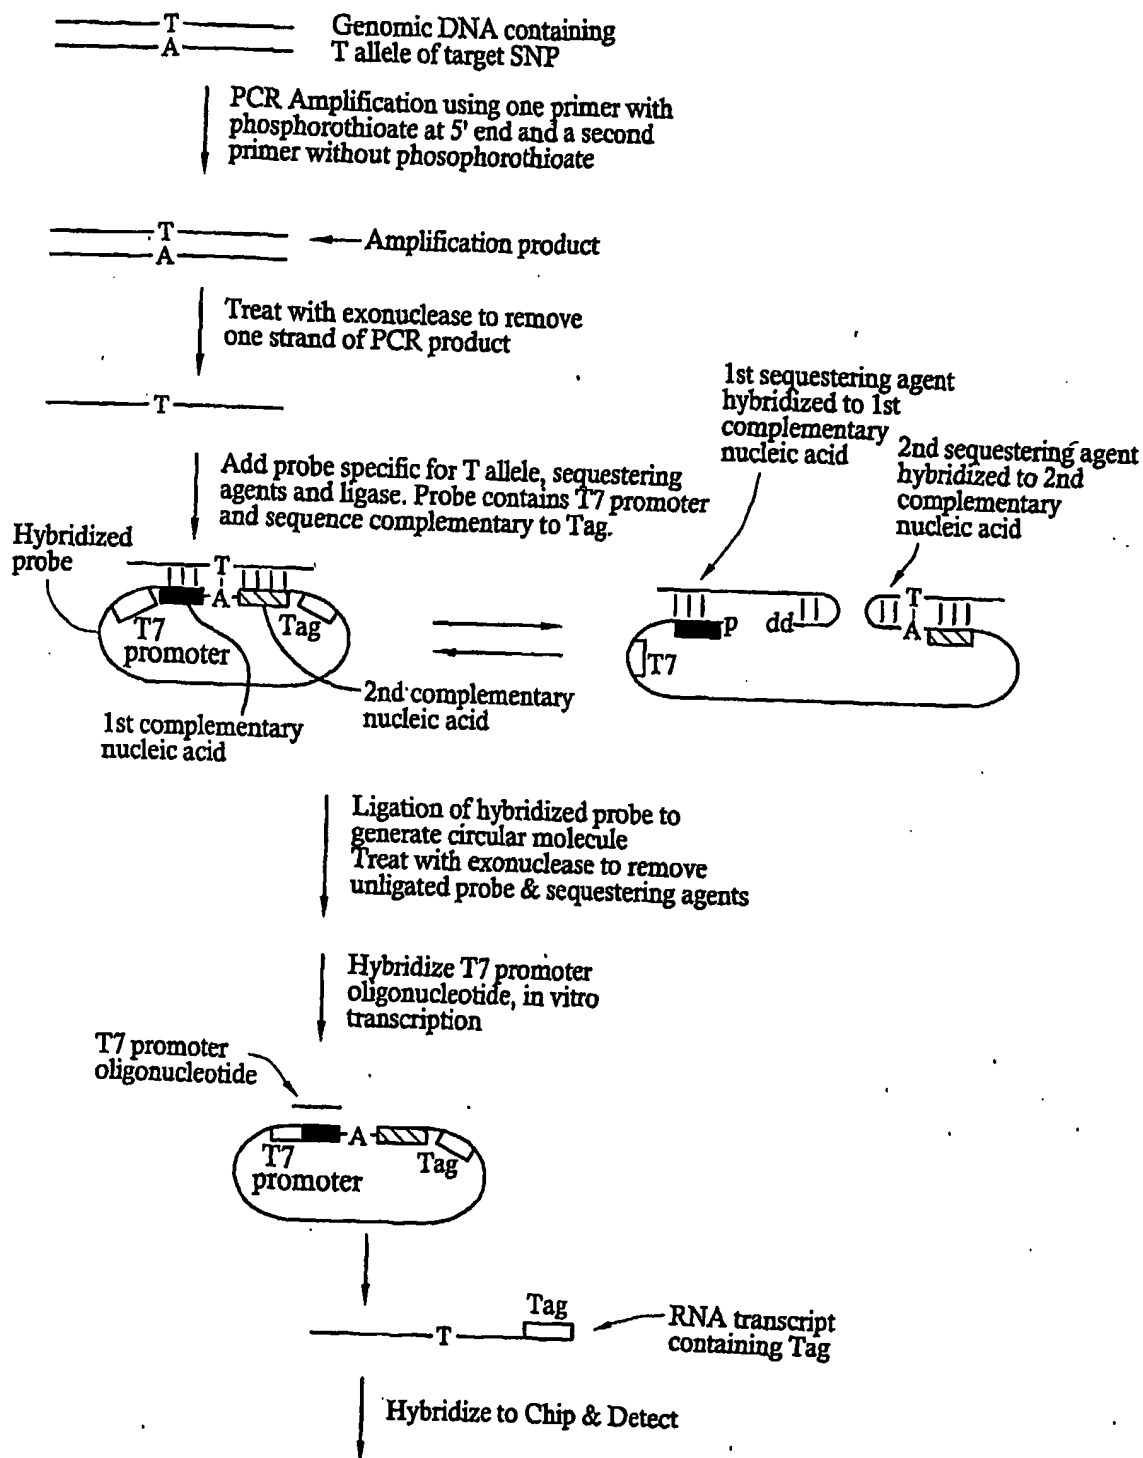 T
A
Genomic DNA containing
T allele of target SNP
PCR Amplification using one primer with
phosphorothioate at 5' end and a second
primer without phosophorothioate
T
A
Amplification product
Treat with exonuclease to remove
one strand of PCR product
T
1st sequestering agent
hybridized to 1st
complementary
nucleic acid
2nd sequestering agent
hybridized to 2nd
complementary
nucleic acid
Add probe specific for T allele, sequestering
agents and ligase. Probe contains T7 promoter
and sequence complementary to Tag.
Hybridized
probe
T
A
T7
promoter
Tag
1st complementary
nucleic acid
2nd complementary
nucleic acid
p
dd
T
A
T7
Ligation of hybridized probe to
generate circular molecule
Treat with exonuclease to remove
unligated probe & sequestering agents
Hybridize T7 promoter
oligonucleotide, in vitro
transcription
T7 promoter
oligonucleotide
A
T7
promoter
Tag
Tag
T
RNA transcript
containing Tag
Hybridize to Chip & Detect